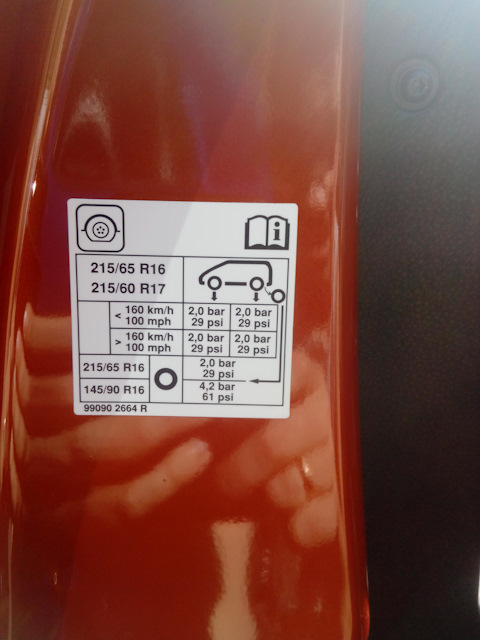 i
215/65 R16
215/60 R17
< 160 km/h 100 mph 2,0 bar 29 psi 2,0 bar 29 psi
> 160 km/h 100 mph 2,0 bar 29 psi 2,0 bar 29 psi
215/65 R16 2,0 bar 29 psi
145/90 R16 4,2 bar 61 psi
99090 2664 R